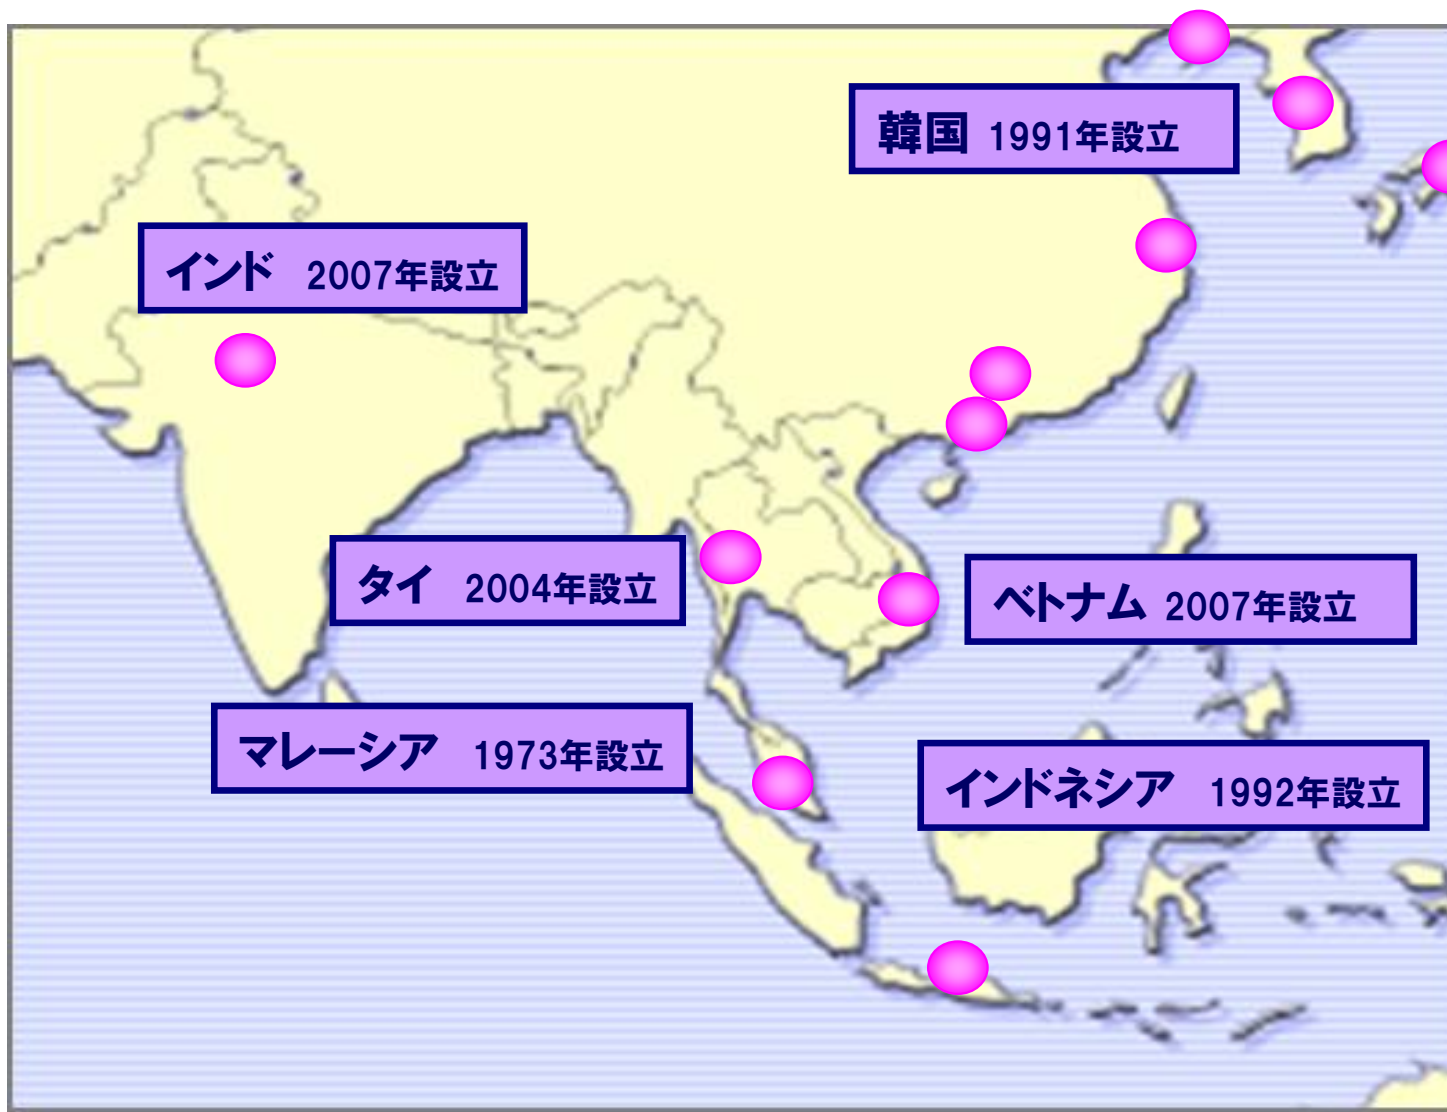 韓国 1991年設立
インド 2007年設立
タイ 2004年設立
ベトナム 2007年設立
マレーシア 1973年設立
インドネシア 1992年設立